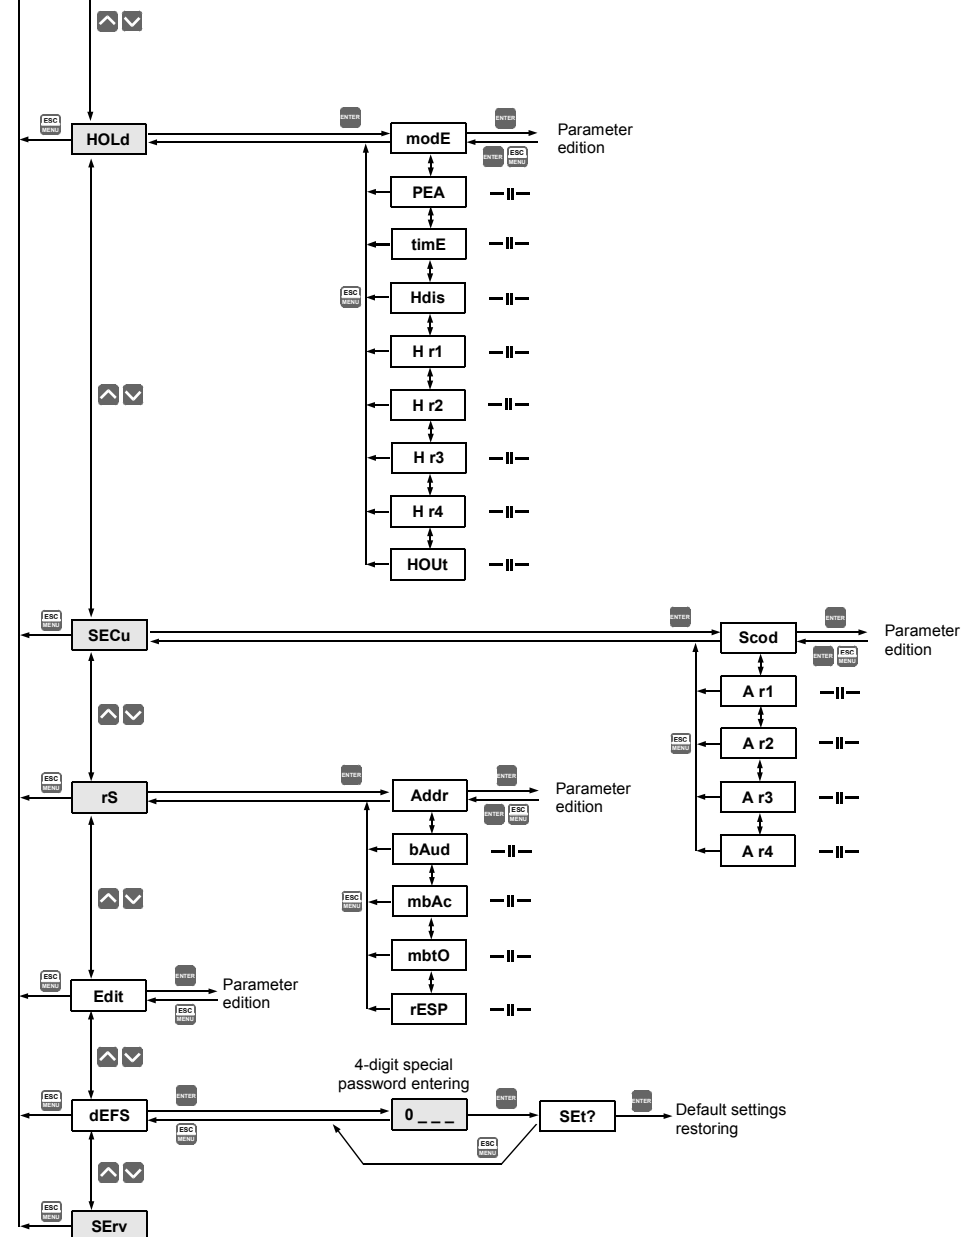 ESC
MENU
HOLd
ENTER
modE
ENTER
ENTER
ESC
MENU
Parameter
edition
PEA
timE
ESC
MENU
Hdis
H r1
H r2
H r3
H r4
HOUt
ESC
MENU
SECu
ENTER
Scod
ENTER
ENTER
ESC
MENU
Parameter
edition
A r1
ESC
MENU
A r2
A r3
A r4
ESC
MENU
rS
ENTER
Addr
ENTER
ENTER
ESC
MENU
Parameter
edition
bAud
ESC
MENU
mbAc
mbtO
rESP
ESC
MENU
Edit
ENTER
ESC
MENU
Parameter
edition
4-digit special
password entering
ESC
MENU
dEFS
ENTER
ESC
MENU
0 _ _ _
ENTER
ESC
MENU
SEt?
ENTER
Default settings
restoring
ESC
MENU
SErv